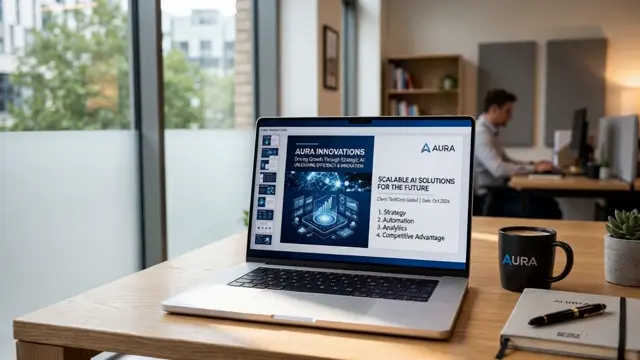 AURA INNOVATIONS
Driving Growth Through Strategic AI
UNLEASHING EFFICIENCY & INNOVATION
AURA
SCALABLE AI SOLUTIONS
FOR THE FUTURE
Client: TechCorp Global | Date: Oct 2024
1. Strategy
2. Automation
3. Analytics
4. Competitive Advantage
AURA